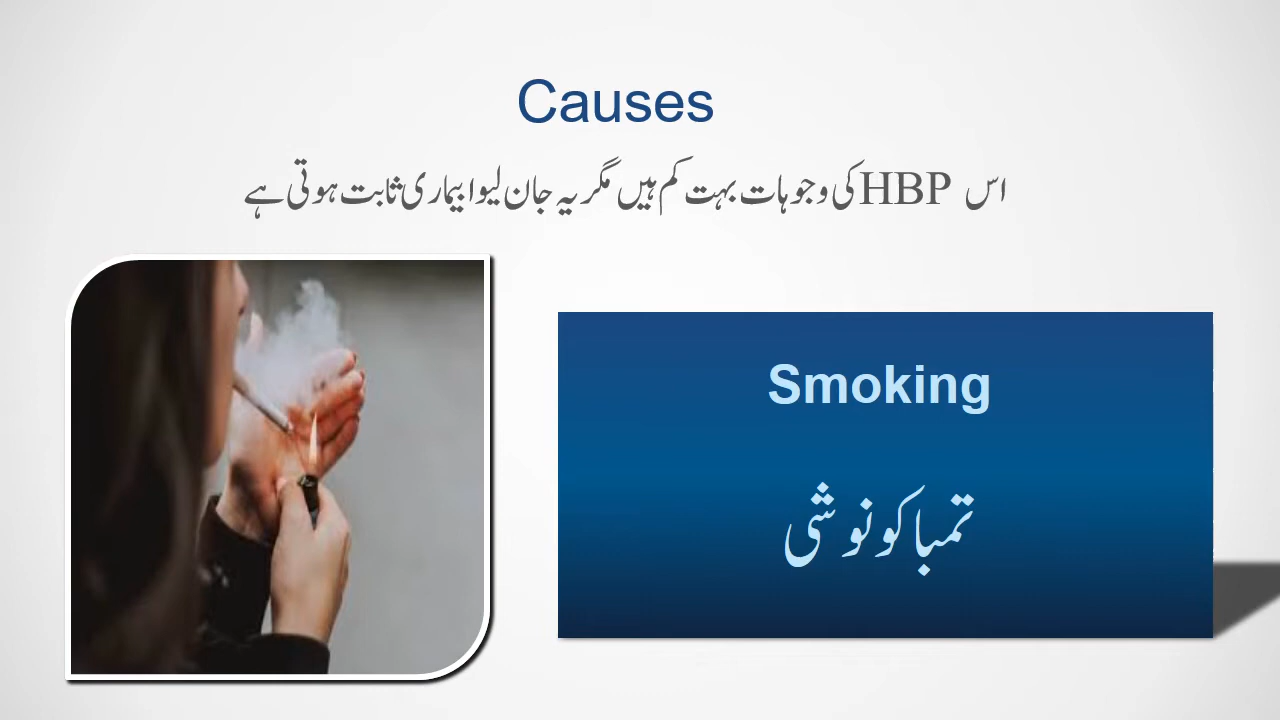 Causes
اس HBP کی وجوہات بہت کم ہیں مگر یہ جان لیوا بیماری ثابت ہوتی ہے
Smoking
تمباکو نوشی